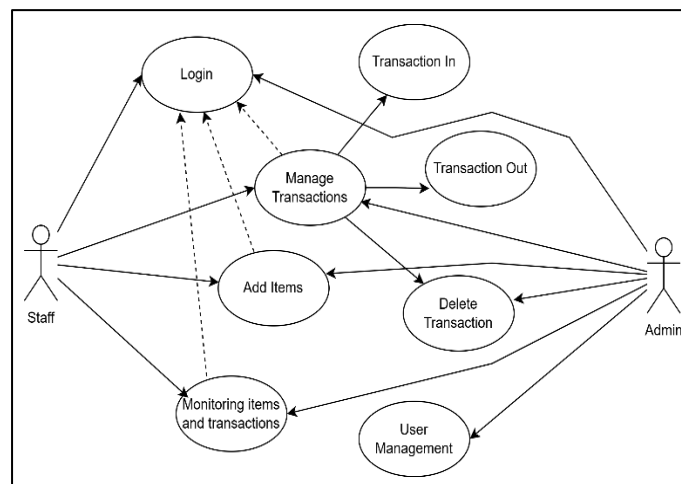 Login
Transaction In
Manage
Transactions
Transaction Out
Add Items
Staff
Delete
Transaction
Admin
Monitoring items
and transactions
User
Management